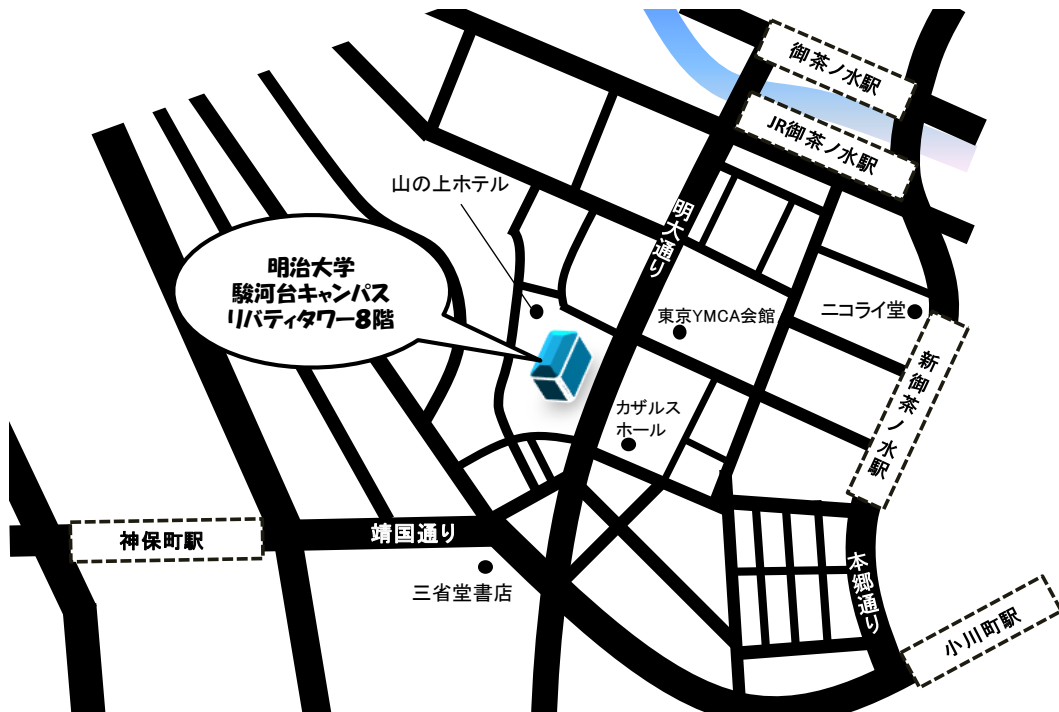 御茶ノ水駅
JR御茶ノ水駅
山の上ホテル
明大通り
明治大学
駿河台キャンパス
リバティタワー8階
東京YMCA会館
ニコライ堂
新御茶ノ水駅
カザルス
ホール
神保町駅
靖国通り
三省堂書店
本郷通り
小川町駅